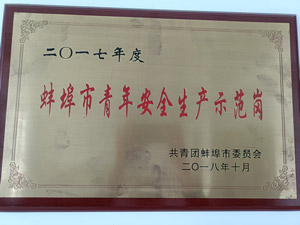 二〇一七年度
蚌埠市青年安全生产示范岗
共青团蚌埠市委员会
二〇一八年十月